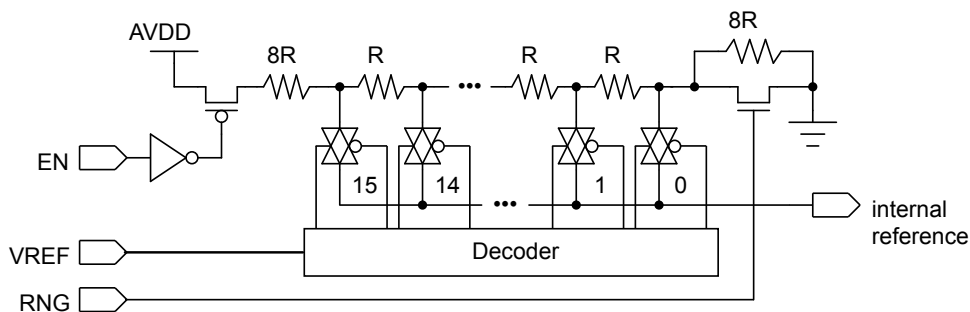 8R
AVDD
8R
R
R
R
•••
EN
15
14
1
0
•••
internal
reference
Decoder
VREF
RNG